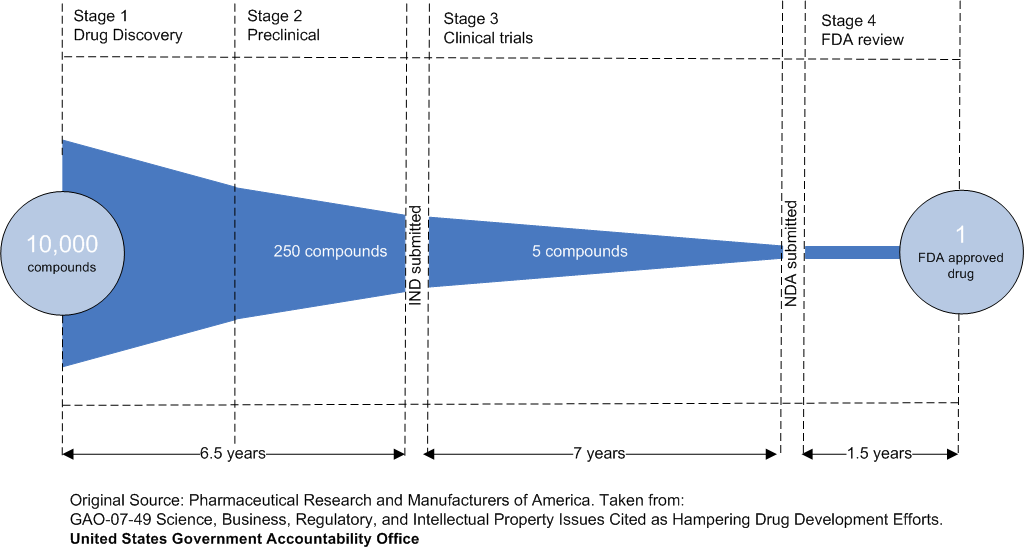 Stage 1
Drug Discovery
Stage 2
Preclinical
Stage 3
Clinical trials
Stage 4
FDA review
10,000
compounds
250 compounds
IND submitted
5 compounds
NDA submitted
1
FDA approved
drug
6.5 years
7 years
1.5 years
Original Source: Pharmaceutical Research and Manufacturers of America. Taken from:
GAO-07-49 Science, Business, Regulatory, and Intellectual Property Issues Cited as Hampering Drug Development Efforts.
United States Government Accountability Office